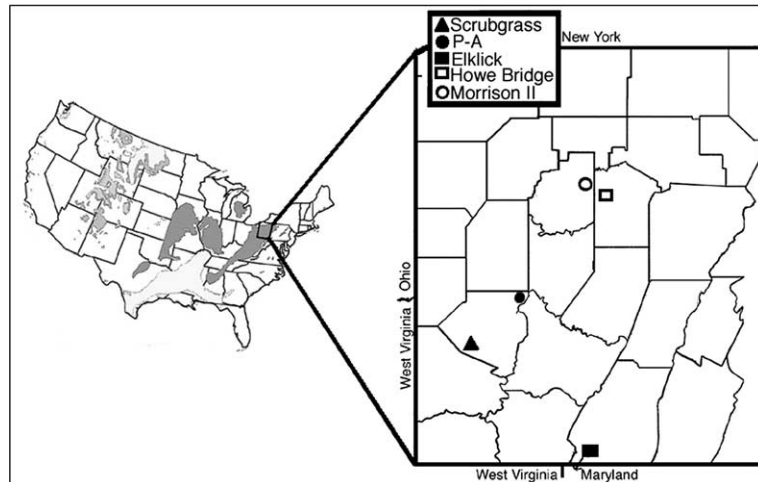 Scrubgrass
P-A
Elklick
Howe Bridge
Morrison II
New York
Ohio
West Virginia
West Virginia
Maryland